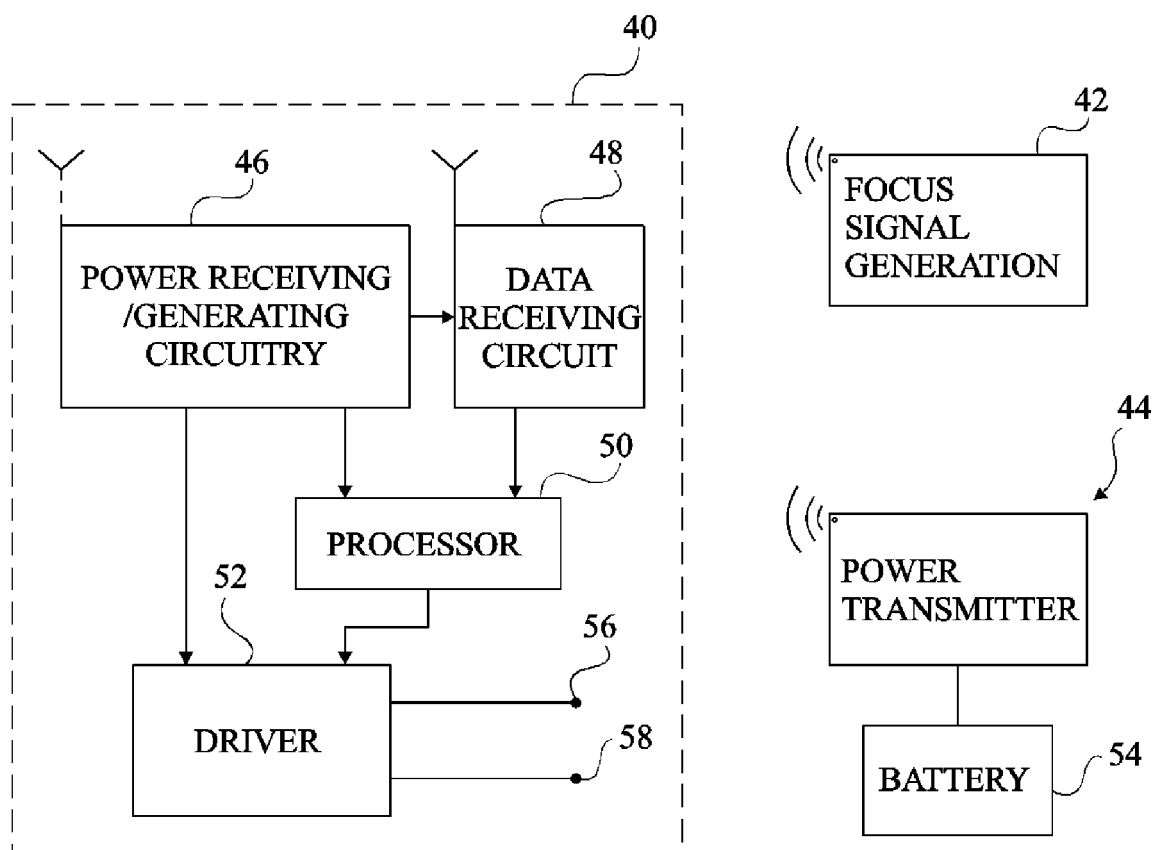 40
46
48
42
POWER RECEIVING
/GENERATING
CIRCUITRY
DATA
RECEIVING
CIRCUIT
FOCUS
SIGNAL
GENERATION
44
50
PROCESSOR
52
56
POWER
TRANSMITTER
DRIVER
58
BATTERY
54